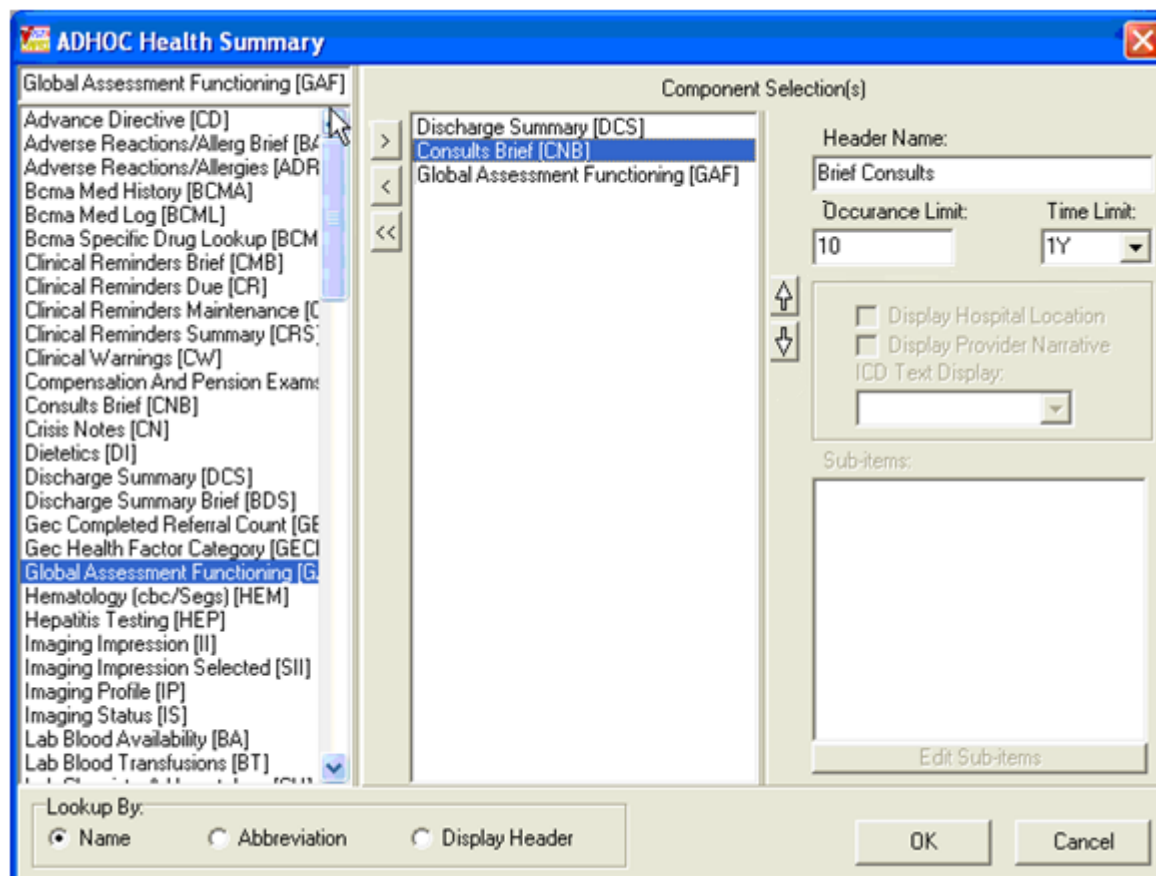 ADHOC Health Summary
Global Assessment Functioning [GAF]
Advance Directive [CD]
Adverse Reactions/Allerg Brief [BA
Adverse Reactions/Allergies [ADR
Bcma Med History [BCMA]
Bcma Med Log [BCML]
Bcma Specific Drug Lookup [BCM
Clinical Reminders Brief [CMB]
Clinical Reminders Due [CR]
Clinical Reminders Maintenance [C
Clinical Reminders Summary [CRS]
Clinical Warnings [CW]
Compensation And Pension Exams
Consults Brief [CNB]
Crisis Notes [CN]
Dietetics [DI]
Discharge Summary [DCS]
Discharge Summary Brief [BDS]
Gec Completed Referral Count [GE
Gec Health Factor Category [GECI
Global Assessment Functioning [GA
Hematology (cbc/Segs) [HEM]
Hepatitis Testing [HEP]
Imaging Impression [II]
Imaging Impression Selected [SII]
Imaging Profile [IP]
Imaging Status [IS]
Lab Blood Availability [BA]
Lab Blood Transfusions [BT]
>
<
<<
Component Selection(s)
Discharge Summary [DCS]
Consults Brief [CNB]
Global Assessment Functioning [GAF]
Header Name:
Brief Consults
Occurance Limit: Time Limit:
10 1Y
Display Hospital Location
Display Provider Narrative
ICD Text Display:
Sub-items:
Edit Sub-items
Lookup By:
Name Abbreviation Display Header
OK Cancel